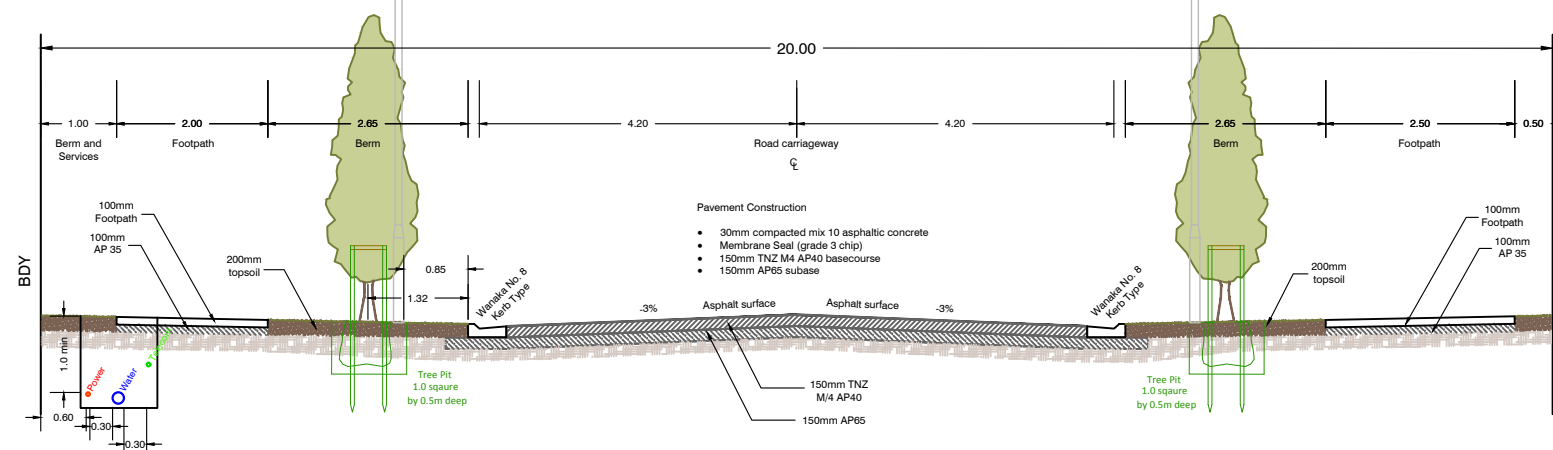 20.00
1.00
2.00
2.65
4.20
4.20
2.65
2.50
0.50
Berm and
Services
Footpath
Berm
Road carriageway
℄
Berm
Footpath
BDY
100mm
Footpath
100mm
AP 35
200mm
topsoil
0.85
1.32
Wanaka No. 8
Kerb Type
Pavement Construction
• 30mm compacted mix 10 asphaltic concrete
• Membrane Seal (grade 3 chip)
• 150mm TNZ M4 AP40 basecourse
• 150mm AP65 subase
-3%
Asphalt surface
Asphalt surface
-3%
Wanaka No. 8
Kerb Type
200mm
topsoil
100mm
Footpath
100mm
AP 35
1.0 min
Power
Water
0.60
0.30
0.30
Tree Pit
1.0 sqaure
by 0.5m deep
150mm TNZ
M/4 AP40
150mm AP65
Tree Pit
1.0 sqaure
by 0.5m deep